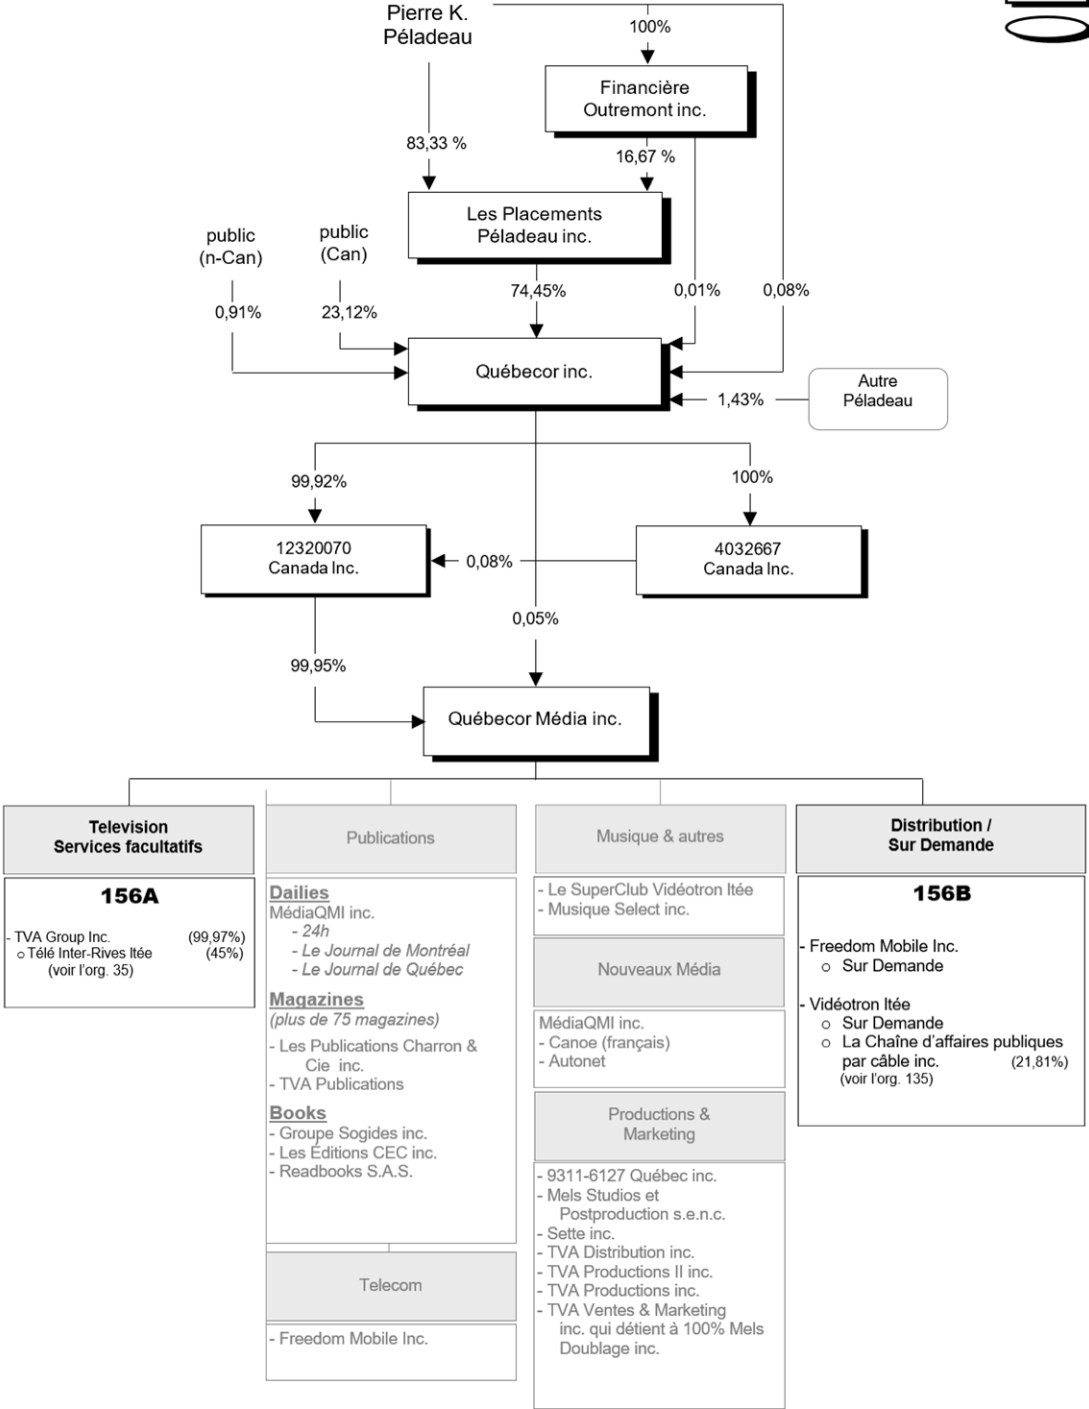 Pierre K.
Péladeau
100%
Financière
Outremont inc.
83,33 %
16,67 %
Les Placements
Péladeau inc.
public
(n-Can)
public
(Can)
0,91%
23,12%
74,45%
0,01%
0,08%
Québecor inc.
1,43%
Autre
Péladeau
99,92%
100%
12320070
Canada Inc.
0,08%
4032667
Canada Inc.
0,05%
99,95%
Québecor Média inc.
Television
Services facultatifs
156A
- TVA Group Inc. (99,97%)
o Télé Inter-Rives ltée (45%)
(voir l'org. 35)
Publications
Dailies
MédiaQMI inc.
- 24h
- Le Journal de Montréal
- Le Journal de Québec
Magazines
(plus de 75 magazines)
- Les Publications Charron &
Cie inc.
- TVA Publications
Books
- Groupe Sogides inc.
- Les Éditions CEC inc.
- Readbooks S.A.S.
Telecom
- Freedom Mobile Inc.
Musique & autres
- Le SuperClub Vidéotron ltée
- Musique Select inc.
Nouveaux Média
MédiaQMI inc.
- Canoe (français)
- Autonet
Productions &
Marketing
- 9311-6127 Québec inc.
- Mels Studios et
Postproduction s.e.n.c.
- Sette inc.
- TVA Distribution inc.
- TVA Productions II inc.
- TVA Productions inc.
- TVA Ventes & Marketing
inc. qui détient à 100% Mels
Doublage inc.
Distribution /
Sur Demande
156B
- Freedom Mobile Inc.
o Sur Demande
- Vidéotron ltée
o Sur Demande
o La Chaîne d'affaires publiques
par câble inc. (21,81%)
(voir l'org. 135)